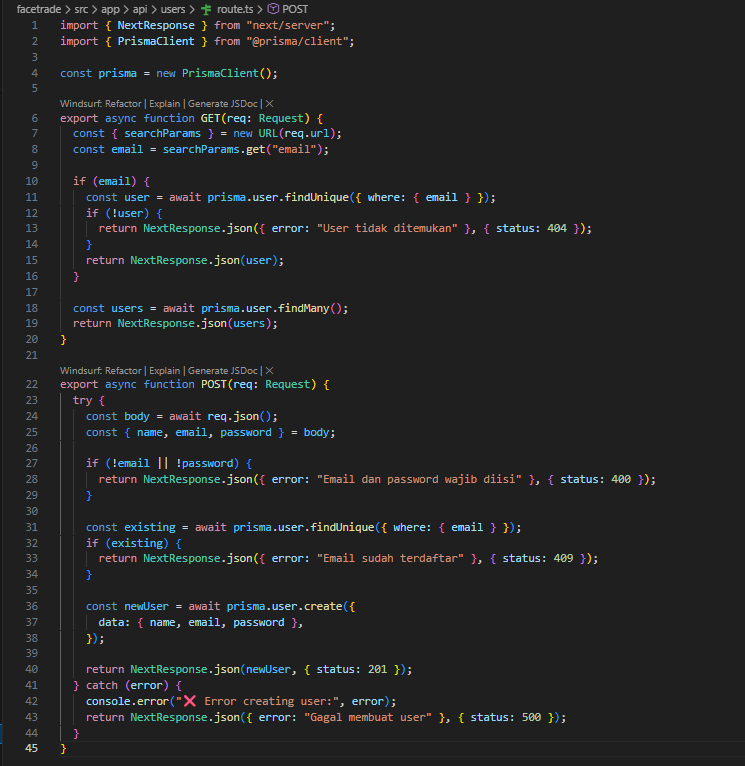 facetrade > src > app > api > users > route.ts > POST
1 import { NextResponse } from "next/server";
2 import { PrismaClient } from "@prisma/client";
3
4 const prisma = new PrismaClient();
5
Windsurf: Refactor | Explain | Generate JSDoc | ✕
6 export async function GET(req: Request) {
7   const { searchParams } = new URL(req.url);
8   const email = searchParams.get("email");
9
10   if (email) {
11     const user = await prisma.user.findUnique({ where: { email } });
12     if (!user) {
13       return NextResponse.json({ error: "User tidak ditemukan" }, { status: 404 });
14     }
15     return NextResponse.json(user);
16   }
17
18   const users = await prisma.user.findMany();
19   return NextResponse.json(users);
20 }
21
Windsurf: Refactor | Explain | Generate JSDoc | ✕
22 export async function POST(req: Request) {
23   try {
24     const body = await req.json();
25     const { name, email, password } = body;
26
27     if (!email || !password) {
28       return NextResponse.json({ error: "Email dan password wajib diisi" }, { status: 400 });
29     }
30
31     const existing = await prisma.user.findUnique({ where: { email } });
32     if (existing) {
33       return NextResponse.json({ error: "Email sudah terdaftar" }, { status: 409 });
34     }
35
36     const newUser = await prisma.user.create({
37       data: { name, email, password },
38     });
39
40     return NextResponse.json(newUser, { status: 201 });
41   } catch (error) {
42     console.error("❌ Error creating user:", error);
43     return NextResponse.json({ error: "Gagal membuat user" }, { status: 500 });
44   }
45 }